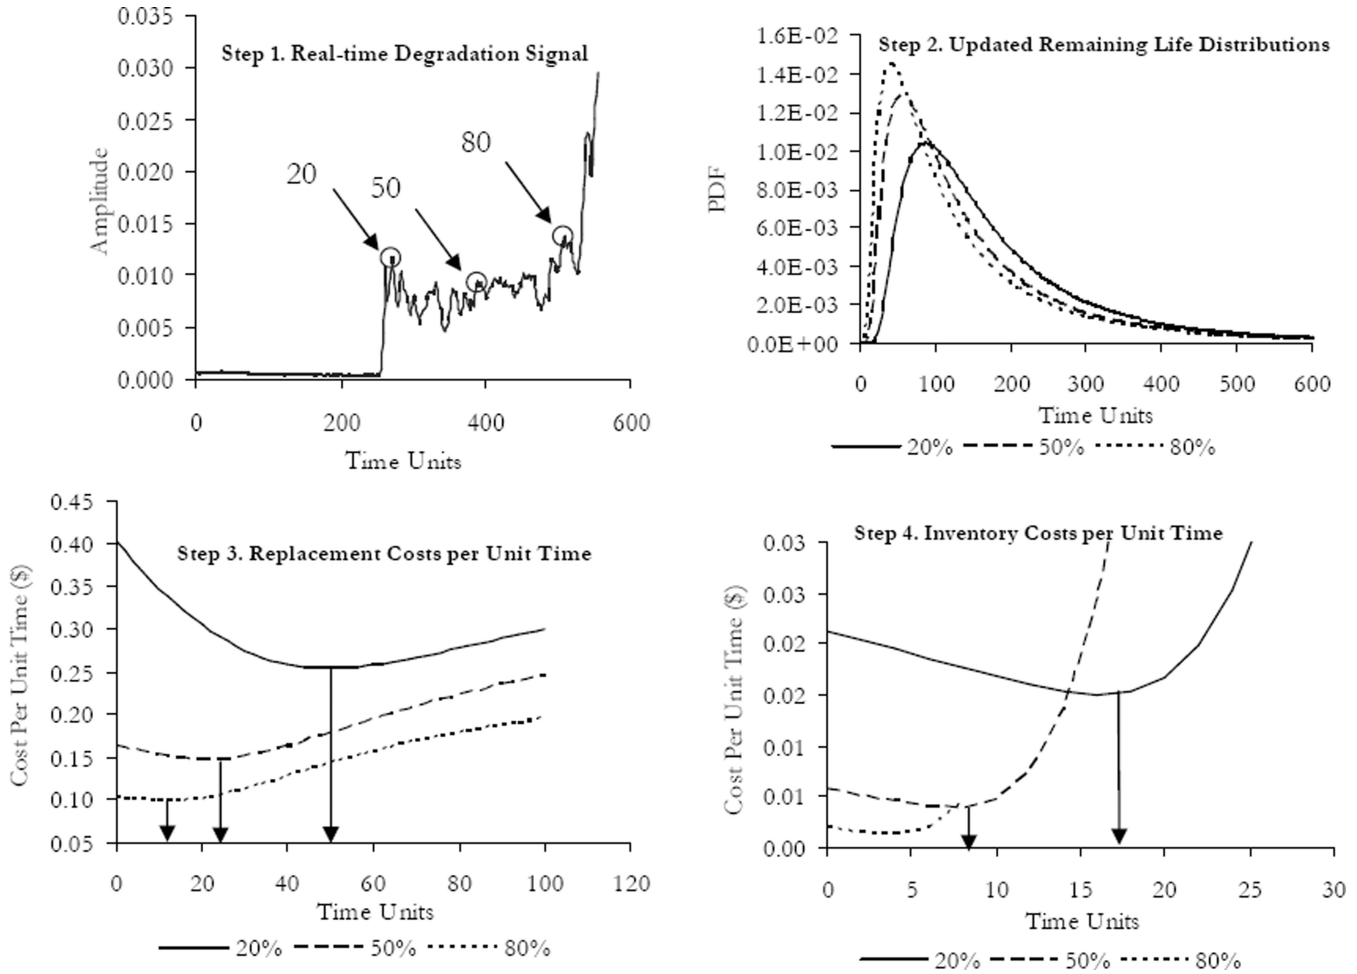 Step 1. Real-time Degradation Signal
0.035
0.030
0.025
0.020
0.015
0.010
0.005
0.000
Amplitude
20
50
80
0
200
400
600
Time Units
Step 2. Updated Remaining Life Distributions
1.6E-02
1.4E-02
1.2E-02
1.0E-02
8.0E-03
6.0E-03
4.0E-03
2.0E-03
0.0E+00
PDF
0
100
200
300
400
500
600
Time Units
20%
50%
80%
Step 3. Replacement Costs per Unit Time
0.45
0.40
0.35
0.30
0.25
0.20
0.15
0.10
0.05
Cost Per Unit Time ($)
0
20
40
60
80
100
120
Time Units
20%
50%
80%
Step 4. Inventory Costs per Unit Time
0.03
0.03
0.02
0.02
0.01
0.01
0.00
Cost Per Unit Time ($)
0
5
10
15
20
25
30
Time Units
20%
50%
80%